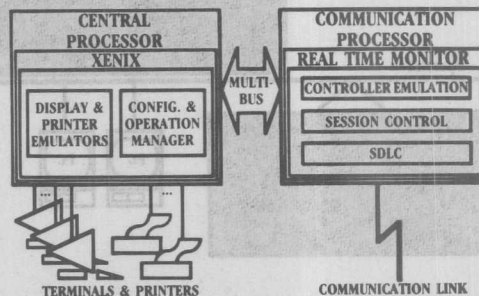 CENTRAL
PROCESSOR
XENIX
DISPLAY &
PRINTER
EMULATORS
CONFIG. &
OPERATION
MANAGER
...
...
TERMINALS & PRINTERS
MULTI-
BUS
COMMUNICATION
PROCESSOR
REAL TIME MONITOR
CONTROLLER EMULATION
SESSION CONTROL
SDLC
COMMUNICATION LINK